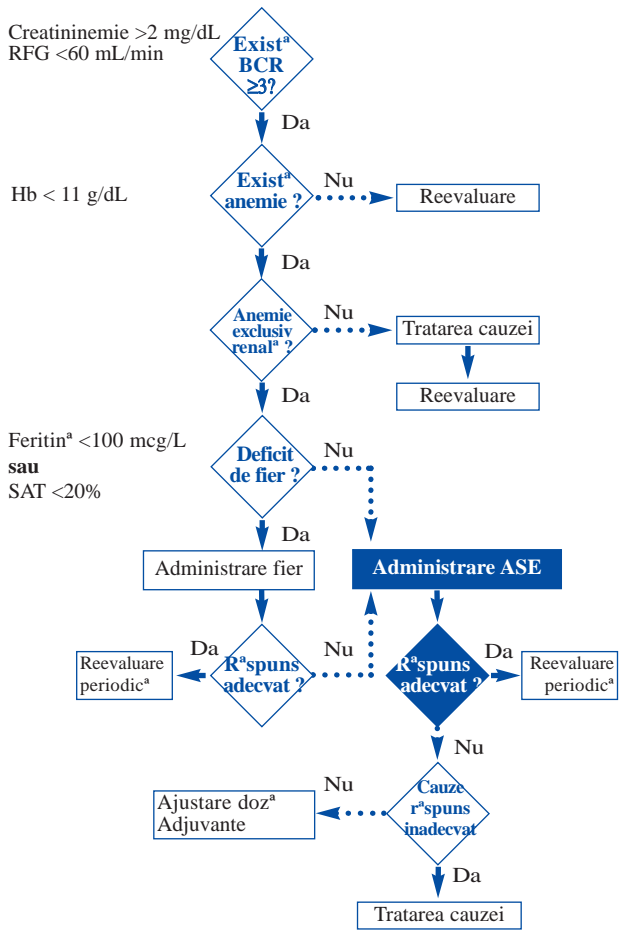 Creatininemie >2 mg/dL
RFG <60 mL/min
Existª
BCR
≥3?
Da
Hb < 11 g/dL
Existª
anemie ?
Nu
Reevaluare
Da
Anemie
exclusiv
renalª ?
Nu
Tratarea cauzei
Reevaluare
Da
Feritinª <100 mcg/L
sau
SAT <20%
Deficit
de fier ?
Nu
Da
Administrare fier
Administrare ASE
Reevaluare
periodicª
Da
Rªspuns
adecvat ?
Nu
Rªspuns
adecvat ?
Da
Reevaluare
periodicª
Nu
Ajustare dozª
Adjuvante
Nu
Cauze
rªspuns
inadecvat
Da
Tratarea cauzei